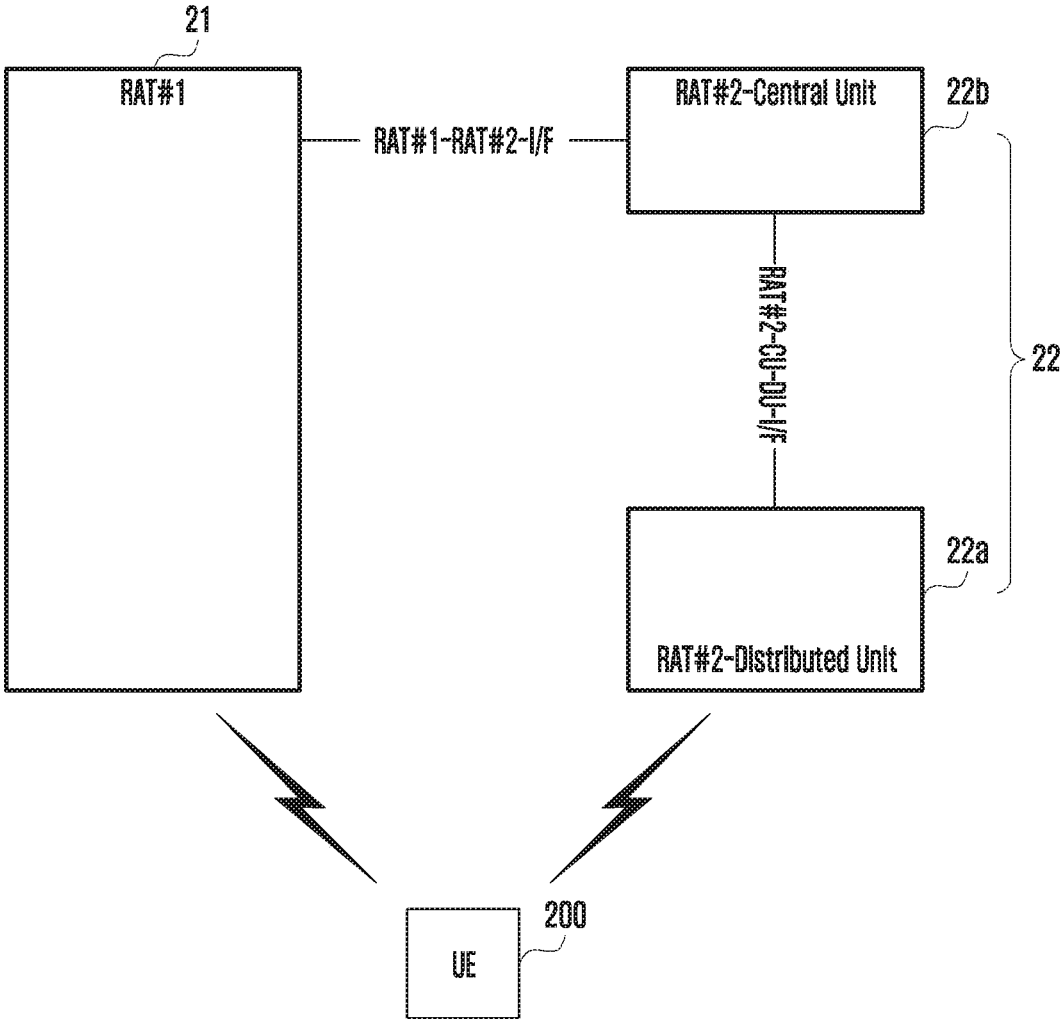 21
RAT#1
RAT#1-RAT#2-I/F
RAT#2-Central Unit
22b
RAT#2-CU-DU-I/F
22
22a
RAT#2-Distributed Unit
200
UE